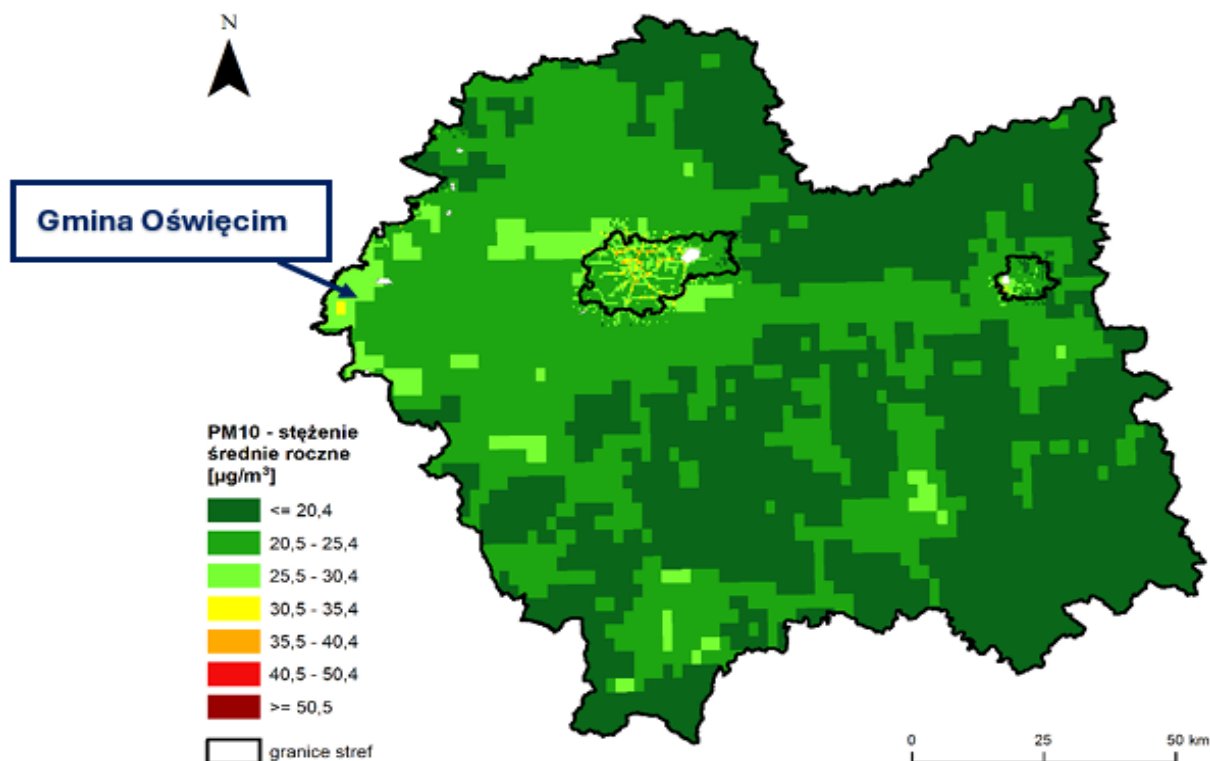 N
Gmina Oświęcim
PM10 - stężenie
średnie roczne
[µg/m³]
<= 20,4
20,5 - 25,4
25,5 - 30,4
30,5 - 35,4
35,5 - 40,4
40,5 - 50,4
>= 50,5
granice stref
0 25 50 km